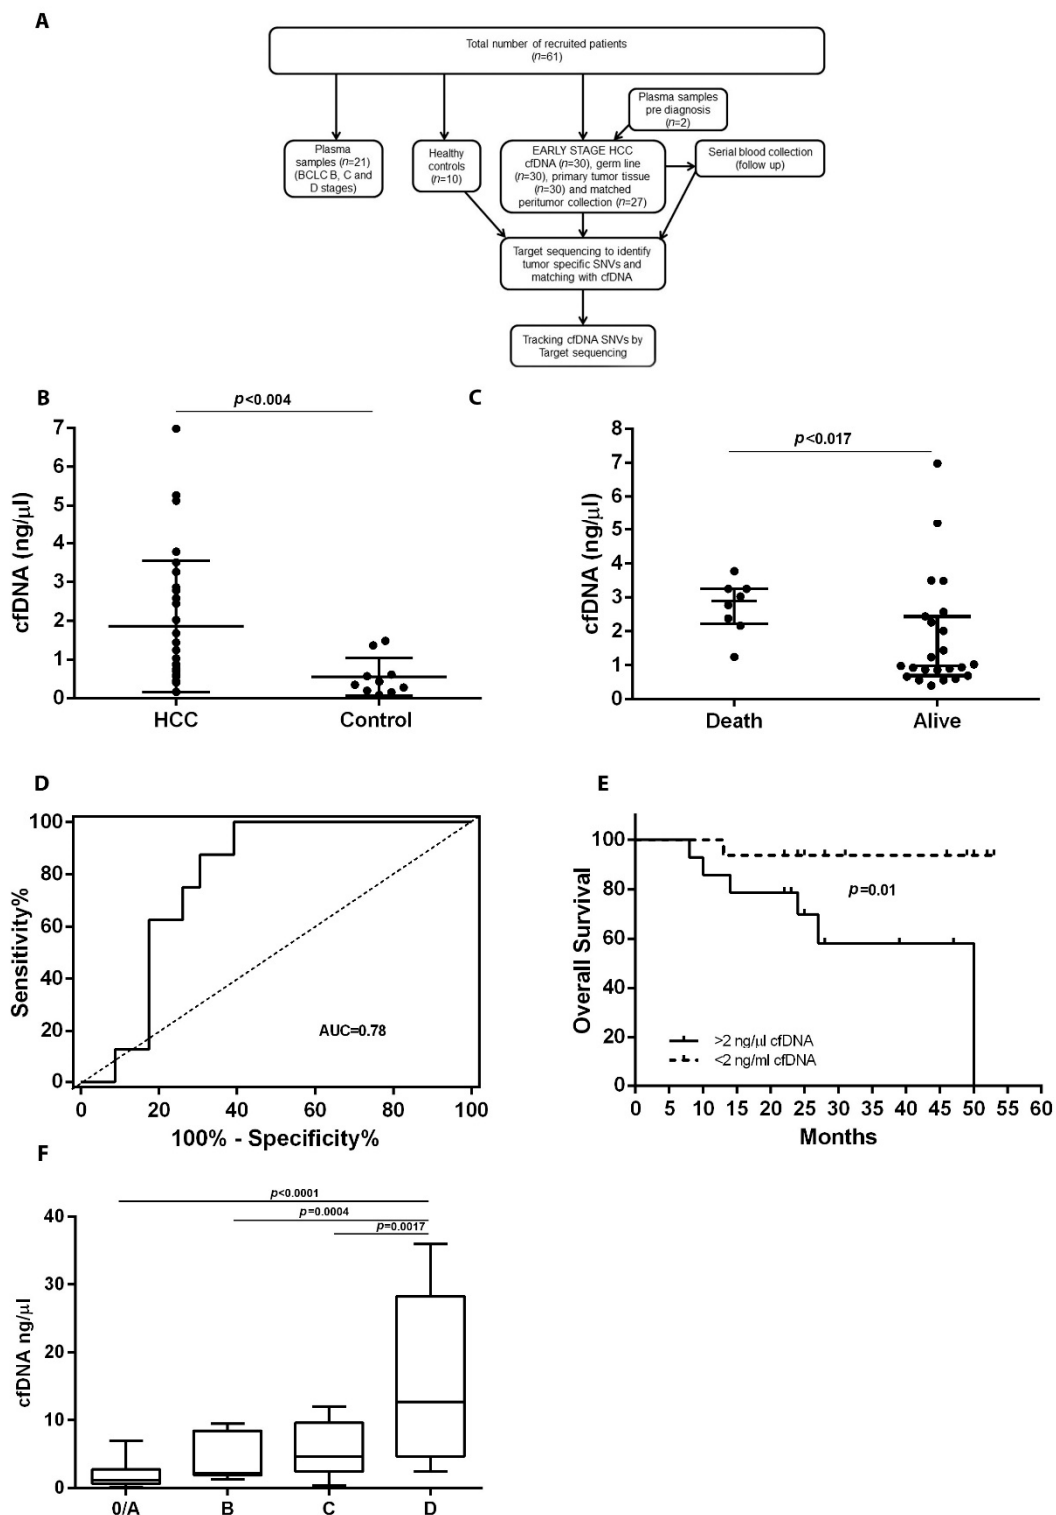 A
Total number of recruited patients
(n=61)
Plasma samples
pre diagnosis
(n=2)
Plasma
samples (n=21)
(BCLC B, C and
D stages)
Healthy
controls
(n=10)
EARLY STAGE HCC
cfDNA (n=30), germ line
(n=30), primary tumor tissue
(n=30) and matched
peritumor collection (n=27)
Serial blood collection
(follow up)
Target sequencing to identify
tumor specific SNVs and
matching with cfDNA
Tracking cfDNA SNVs by
Target sequencing
B
p<0.004
7
6
5
4
3
2
1
0
cfDNA (ng/μl)
HCC Control
C
p<0.017
8
7
6
5
4
3
2
1
0
cfDNA (ng/μl)
Death Alive
D
100
80
60
40
20
0
Sensitivity%
AUC=0.78
0 20 40 60 80 100
100% - Specificity%
E
100
80
60
40
20
0
Overall Survival
p=0.01
>2 ng/μl cfDNA
<2 ng/ml cfDNA
0 5 10 15 20 25 30 35 40 45 50 55 60
Months
F
p<0.0001
p=0.0004
p=0.0017
40
30
20
10
0
cfDNA ng/μl
0/A B C D